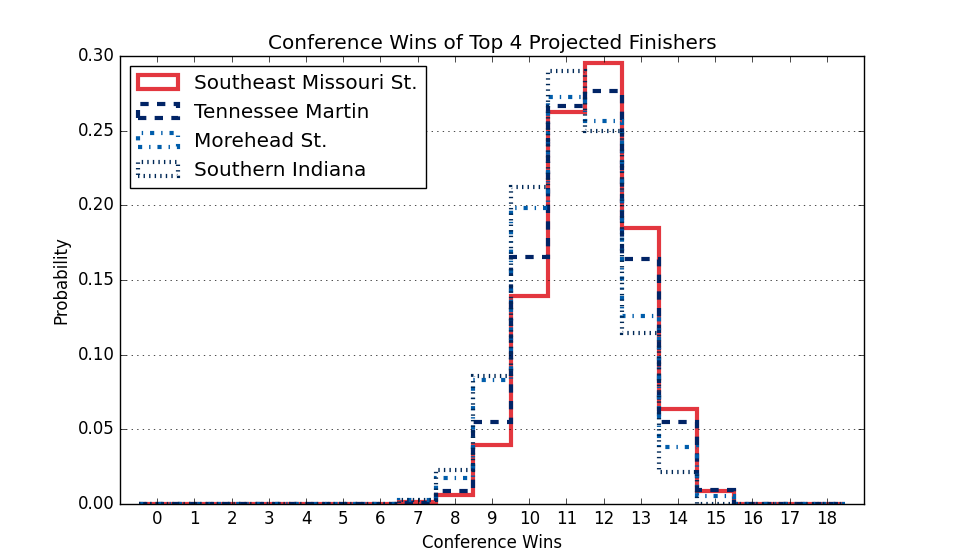 Conference Wins of Top 4 Projected Finishers
0.30
Southeast Missouri St.
Tennessee Martin
Morehead St.
Southern Indiana
0.25
0.20
0.15
0.10
0.05
0.00
Probability
0 1 2 3 4 5 6 7 8 9 10 11 12 13 14 15 16 17 18
Conference Wins